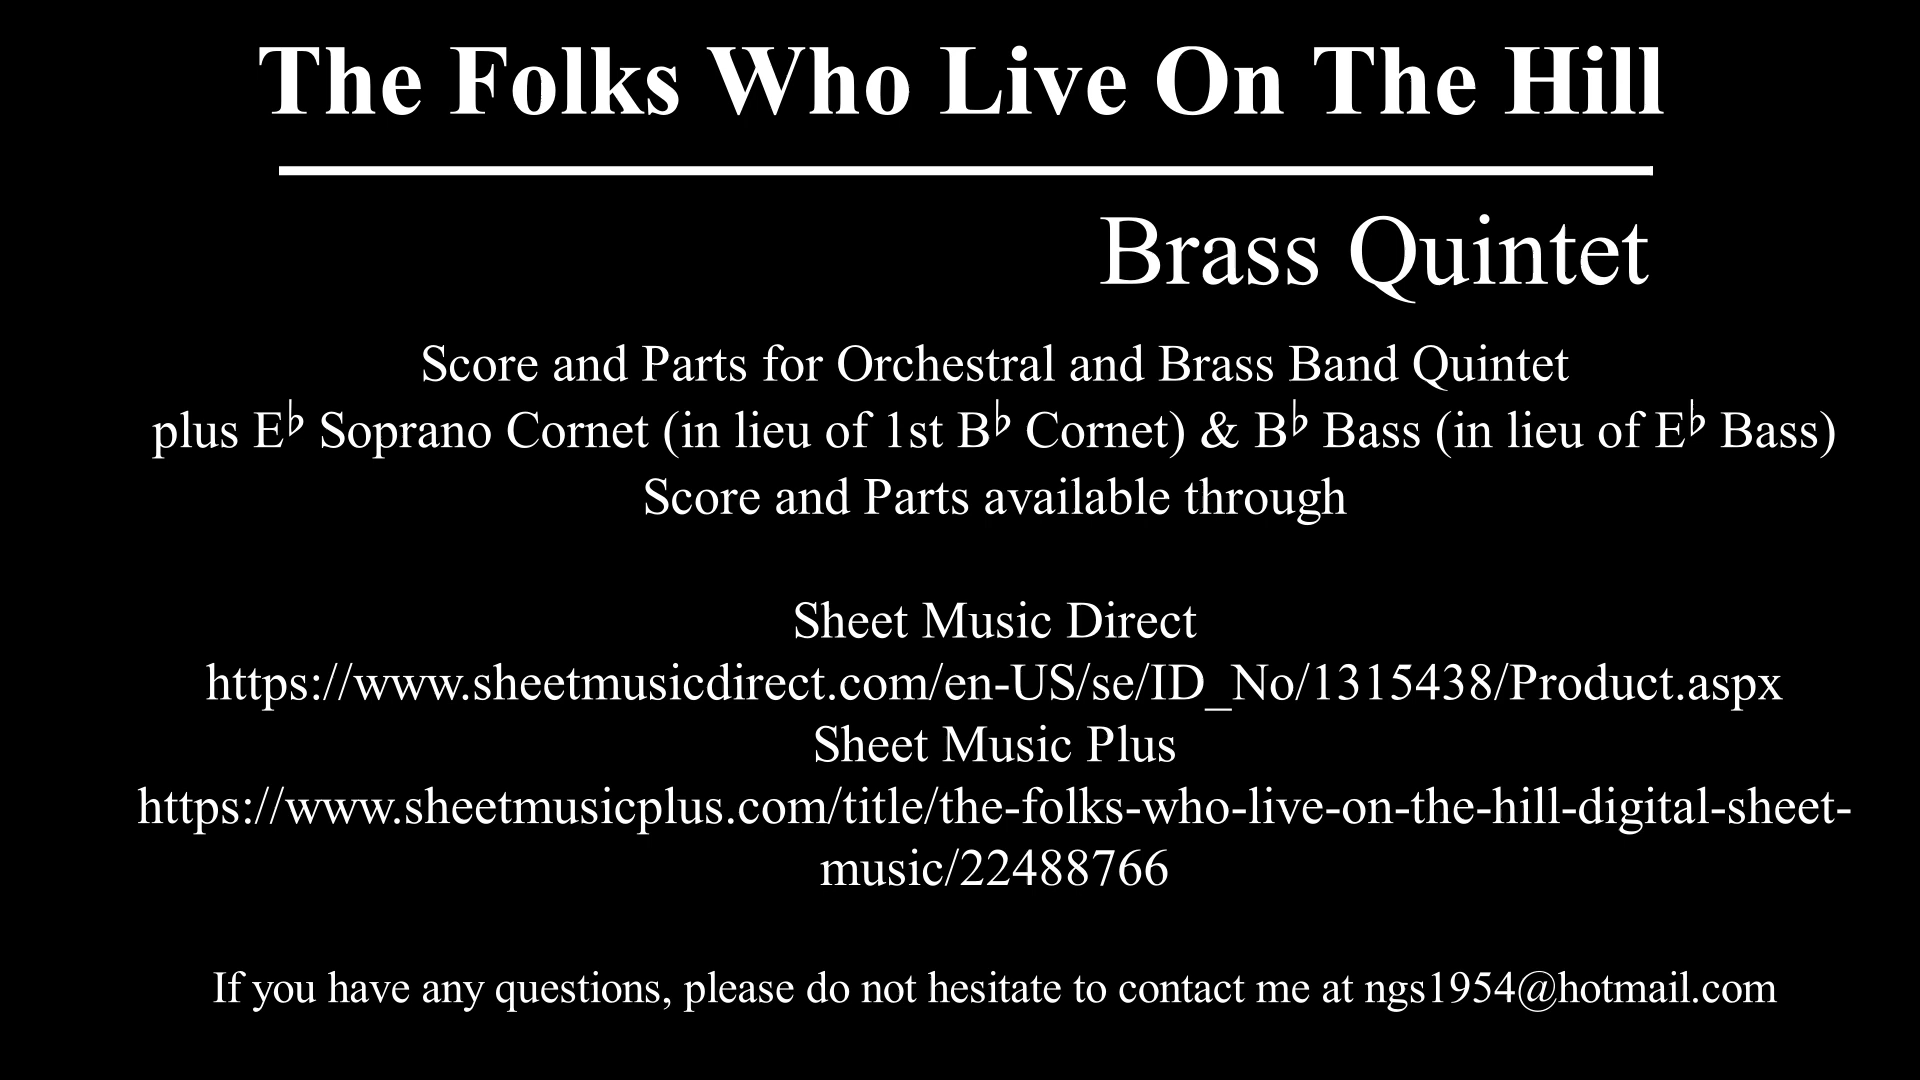 The Folks Who Live On The Hill
Brass Quintet
Score and Parts for Orchestral and Brass Band Quintet
plus E♭ Soprano Cornet (in lieu of 1st B♭ Cornet) & B♭ Bass (in lieu of E♭ Bass)
Score and Parts available through
Sheet Music Direct
https://www.sheetmusicdirect.com/en-US/se/ID_No/1315438/Product.aspx
Sheet Music Plus
https://www.sheetmusicplus.com/title/the-folks-who-live-on-the-hill-digital-sheet-
music/22488766
If you have any questions, please do not hesitate to contact me at ngs1954@hotmail.com